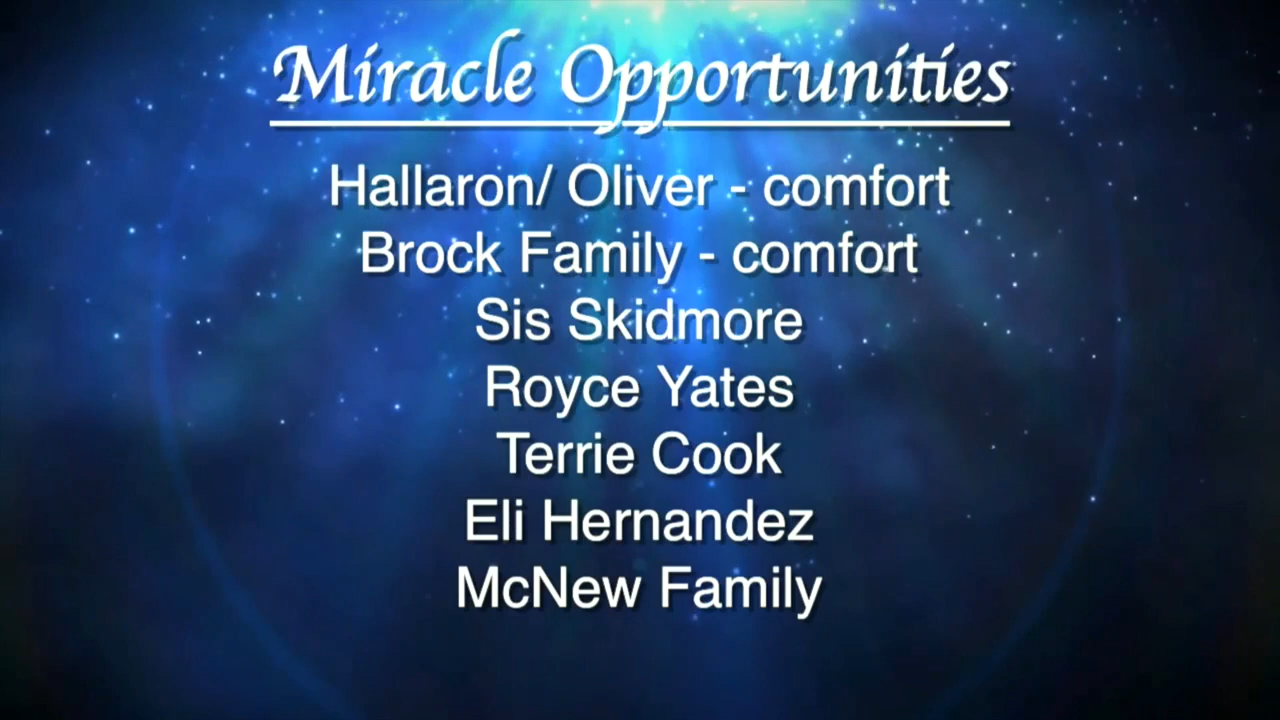 Miracle Opportunities
Hallaron/ Oliver - comfort
Brock Family - comfort
Sis Skidmore
Royce Yates
Terrie Cook
Eli Hernandez
McNew Family